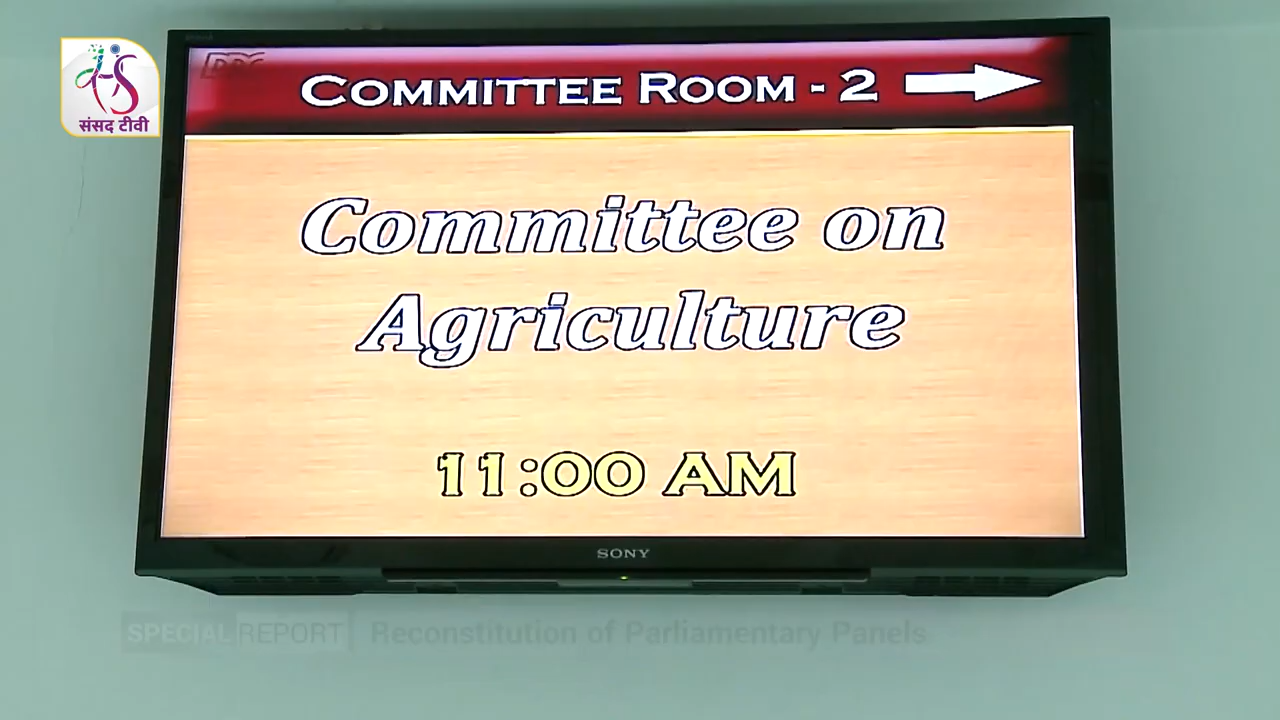 संसद टीवी
COMMITTEE ROOM - 2
Committee on
Agriculture
11:00 AM
SONY
SPECIAL REPORT Reconstitution of Parliamentary Panels